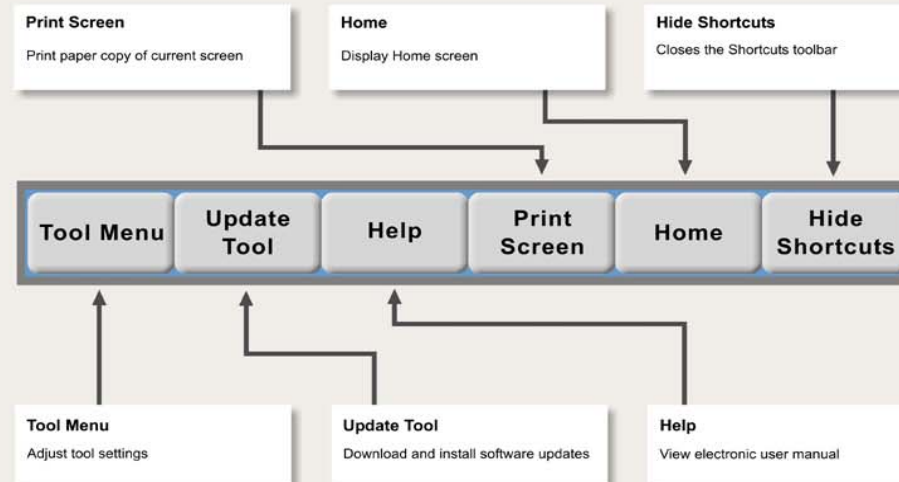 Print Screen
Print paper copy of current screen
Home
Display Home screen
Hide Shortcuts
Closes the Shortcuts toolbar
Tool Menu
Update
Tool
Help
Print
Screen
Home
Hide
Shortcuts
Tool Menu
Adjust tool settings
Update Tool
Download and install software updates
Help
View electronic user manual